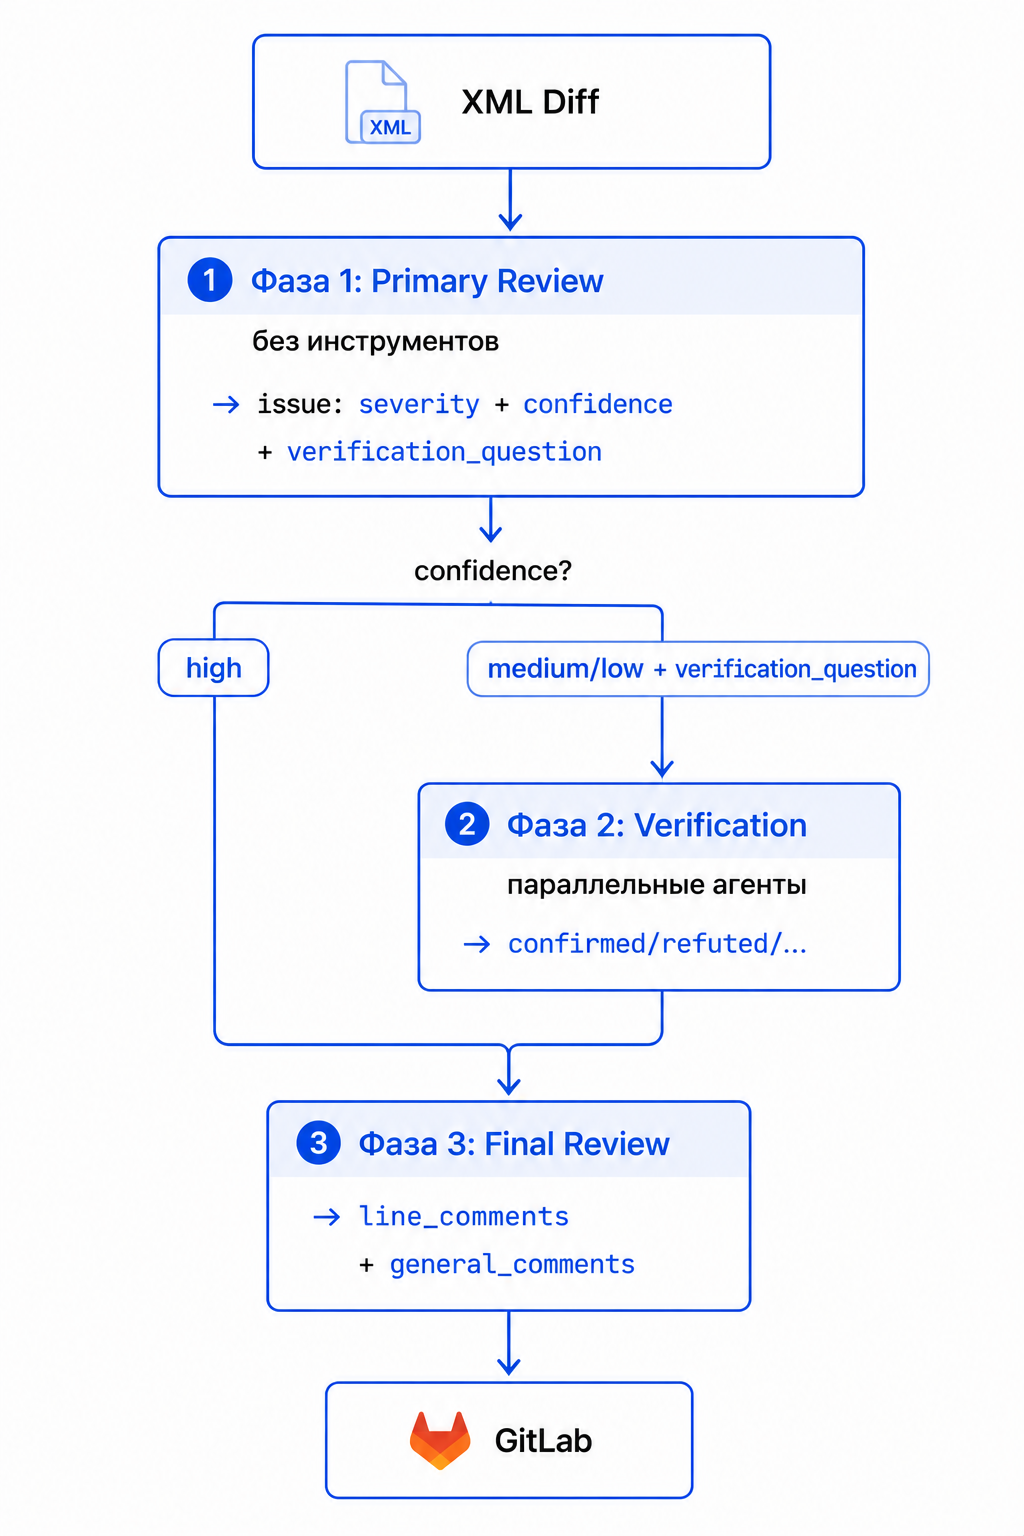 XML
XML Diff
1
Фаза 1: Primary Review
без инструментов
→ issue: severity + confidence
+ verification_question
confidence?
high
medium/low + verification_question
2
Фаза 2: Verification
параллельные агенты
→ confirmed/refuted/...
3
Фаза 3: Final Review
→ line_comments
+ general_comments
GitLab